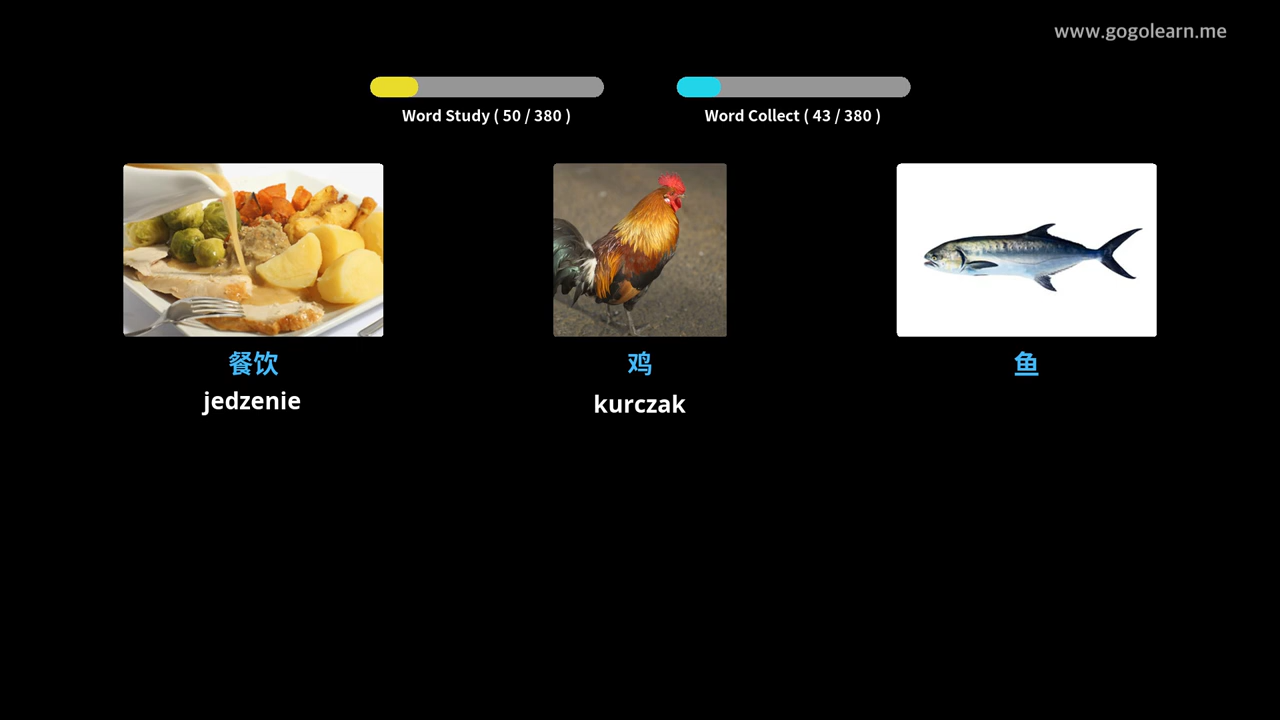 www.gogolearn.me
Word Study ( 50 / 380 )
Word Collect ( 43 / 380 )
餐饮
jedzenie
鸡
kurczak
鱼